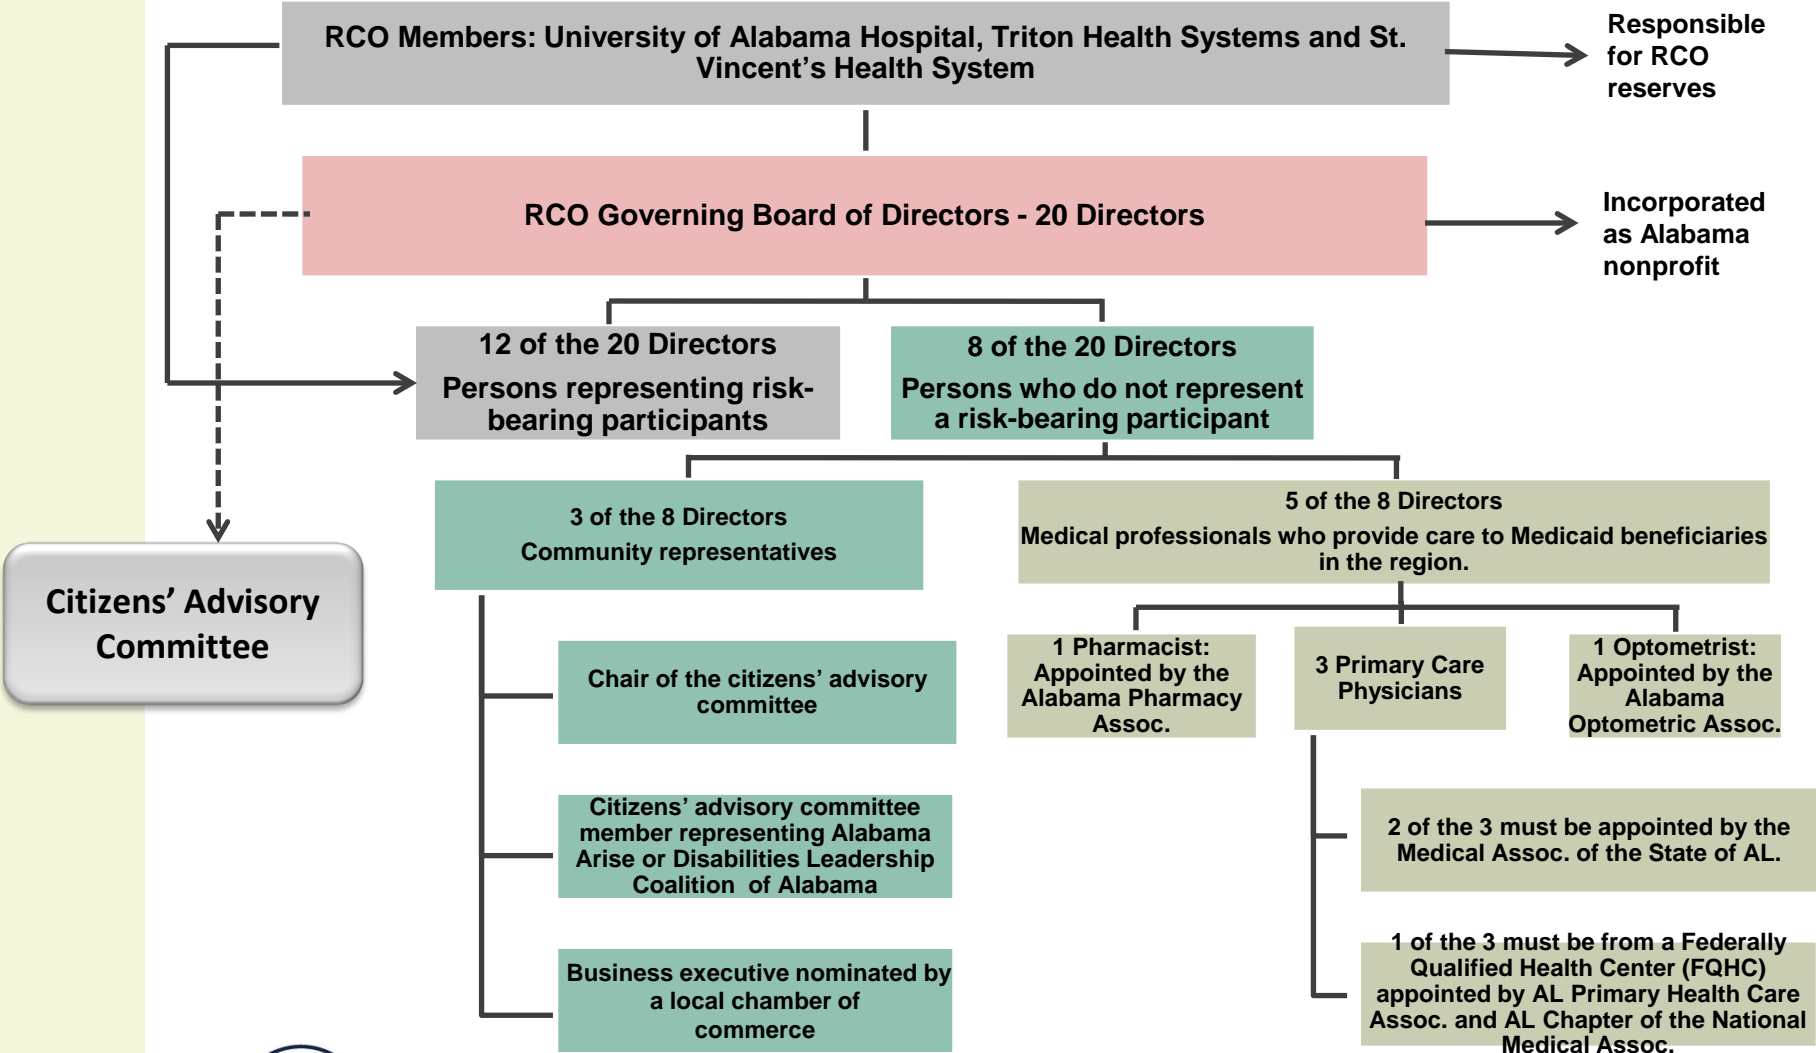 RCO Members: University of Alabama Hospital, Triton Health Systems and St.
Vincent’s Health System
Responsible
for RCO
reserves
RCO Governing Board of Directors - 20 Directors
Incorporated
as Alabama
nonprofit
12 of the 20 Directors
Persons representing risk-
bearing participants
8 of the 20 Directors
Persons who do not represent
a risk-bearing participant
Citizens’ Advisory
Committee
3 of the 8 Directors
Community representatives
5 of the 8 Directors
Medical professionals who provide care to Medicaid beneficiaries
in the region.
Chair of the citizens’ advisory
committee
Citizens’ advisory committee
member representing Alabama
Arise or Disabilities Leadership
Coalition of Alabama
Business executive nominated by
a local chamber of
commerce
1 Pharmacist:
Appointed by the
Alabama Pharmacy
Assoc.
3 Primary Care
Physicians
1 Optometrist:
Appointed by the
Alabama
Optometric Assoc.
2 of the 3 must be appointed by the
Medical Assoc. of the State of AL.
1 of the 3 must be from a Federally
Qualified Health Center (FQHC)
appointed by AL Primary Health Care
Assoc. and AL Chapter of the National
Medical Assoc.